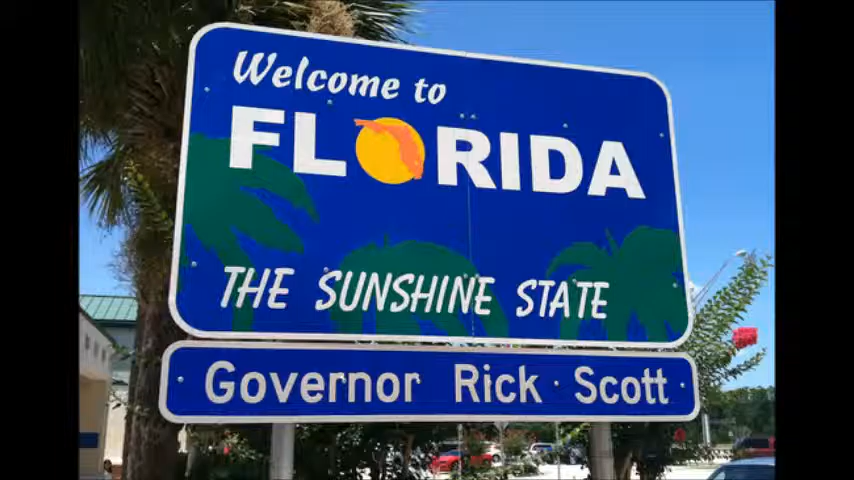 Welcome to
FLORIDA
THE SUNSHINE STATE
Governor Rick Scott